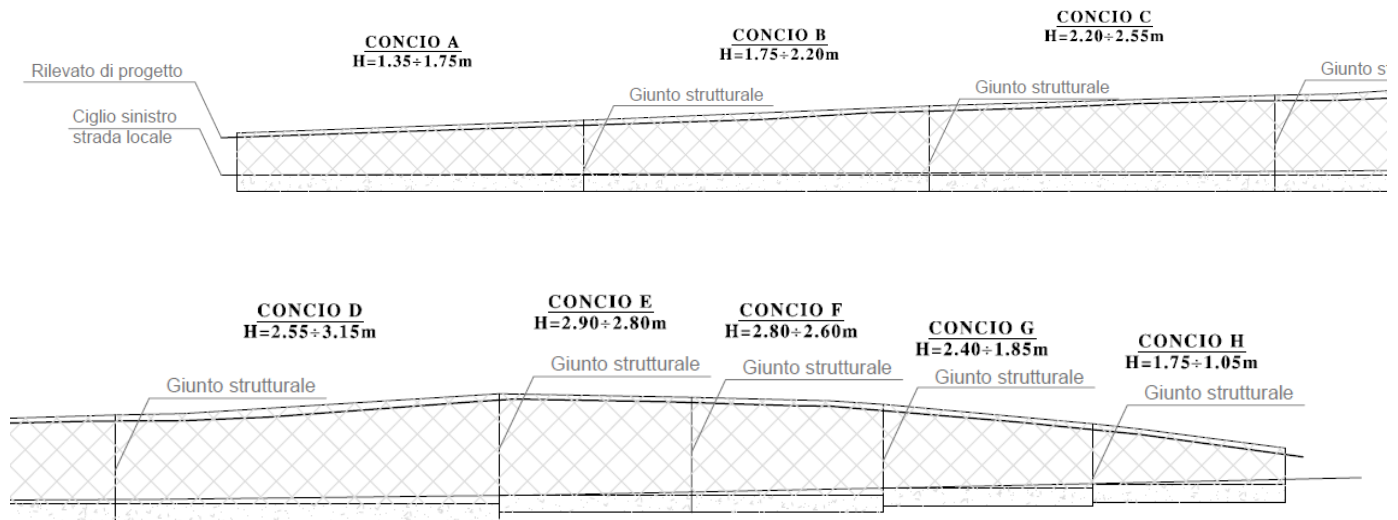 CONCIO A
H=1.35÷1.75m
CONCIO B
H=1.75÷2.20m
CONCIO C
H=2.20÷2.55m
Rilevato di progetto
Ciglio sinistro
strada locale
Giunto strutturale
Giunto strutturale
Giunto st
CONCIO D
H=2.55÷3.15m
CONCIO E
H=2.90÷2.80m
CONCIO F
H=2.80÷2.60m
CONCIO G
H=2.40÷1.85m
CONCIO H
H=1.75÷1.05m
Giunto strutturale
Giunto strutturale
Giunto strutturale
Giunto strutturale
Giunto strutturale